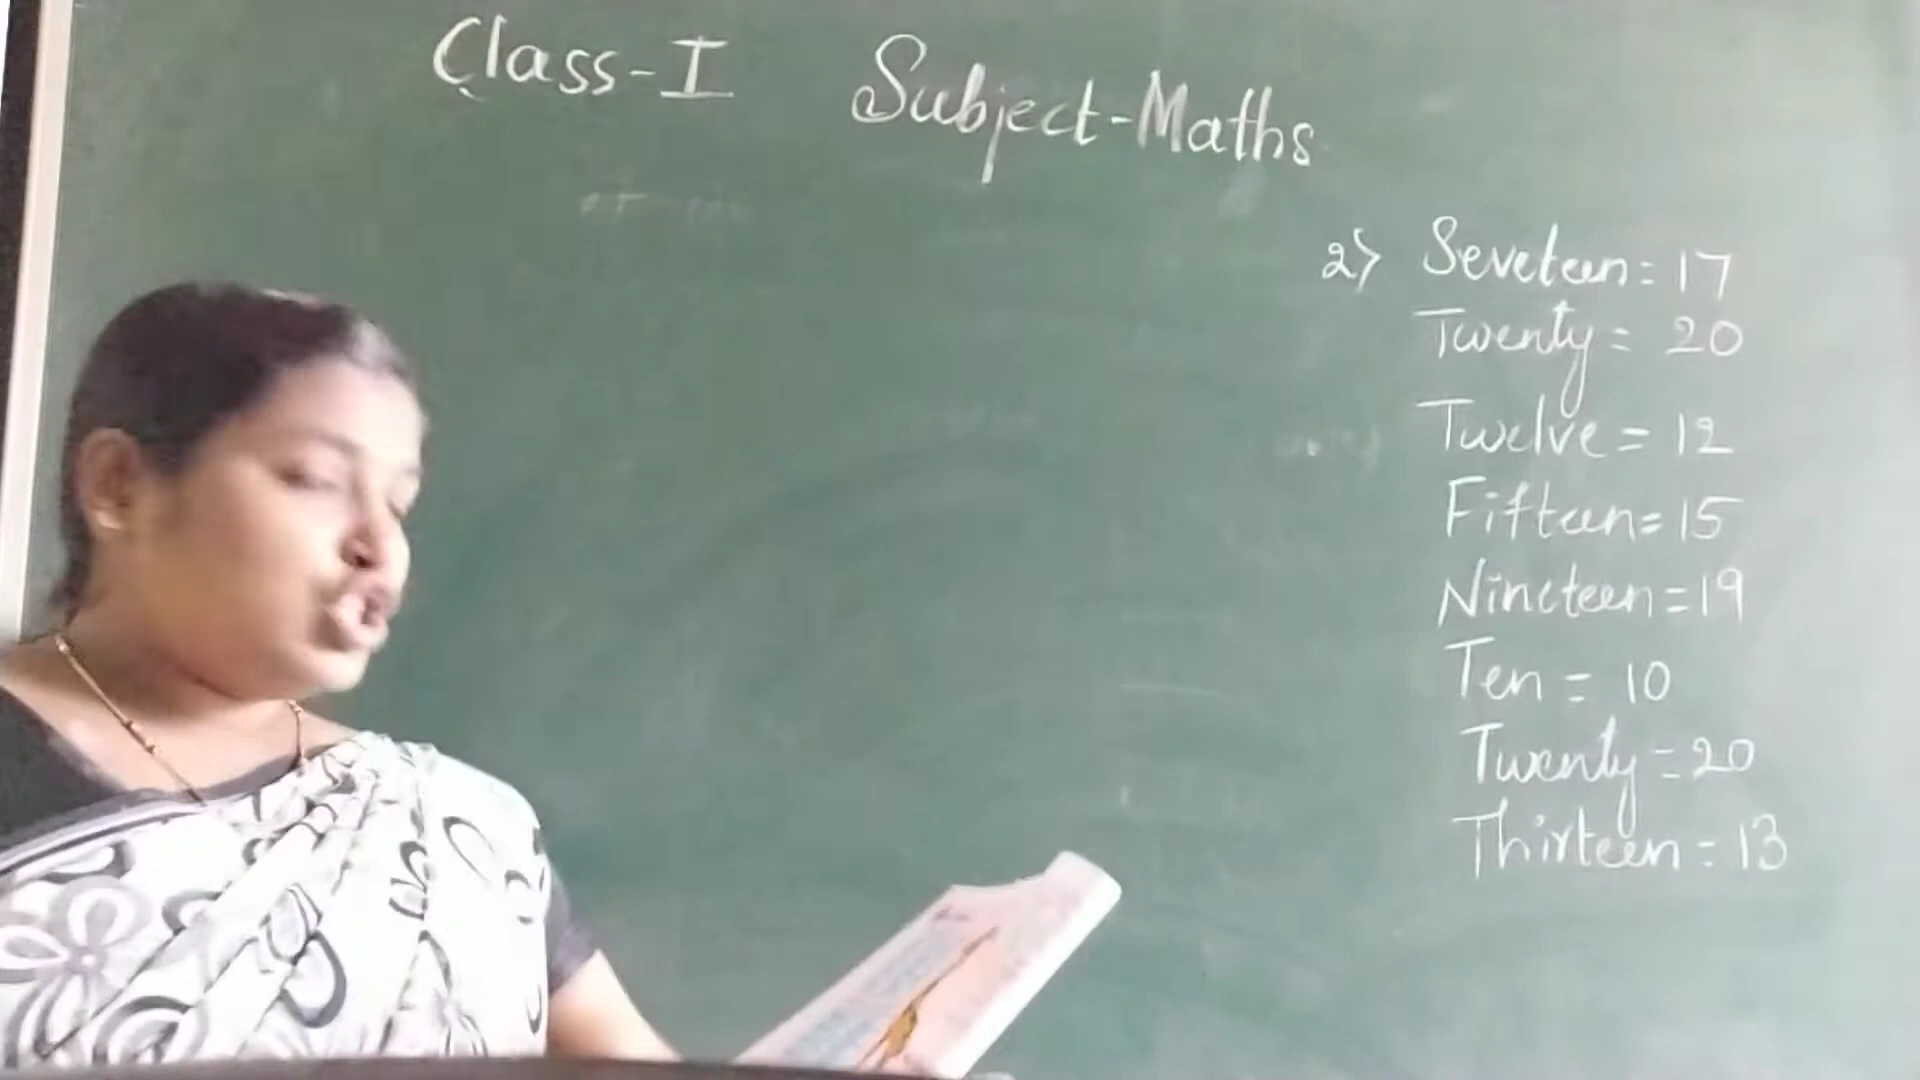 Class-I Subject-Maths
2) Seveteen = 17
Twenty = 20
Twelve = 12
Fifteen = 15
Nineteen = 19
Ten = 10
Twenty = 20
Thirteen = 13